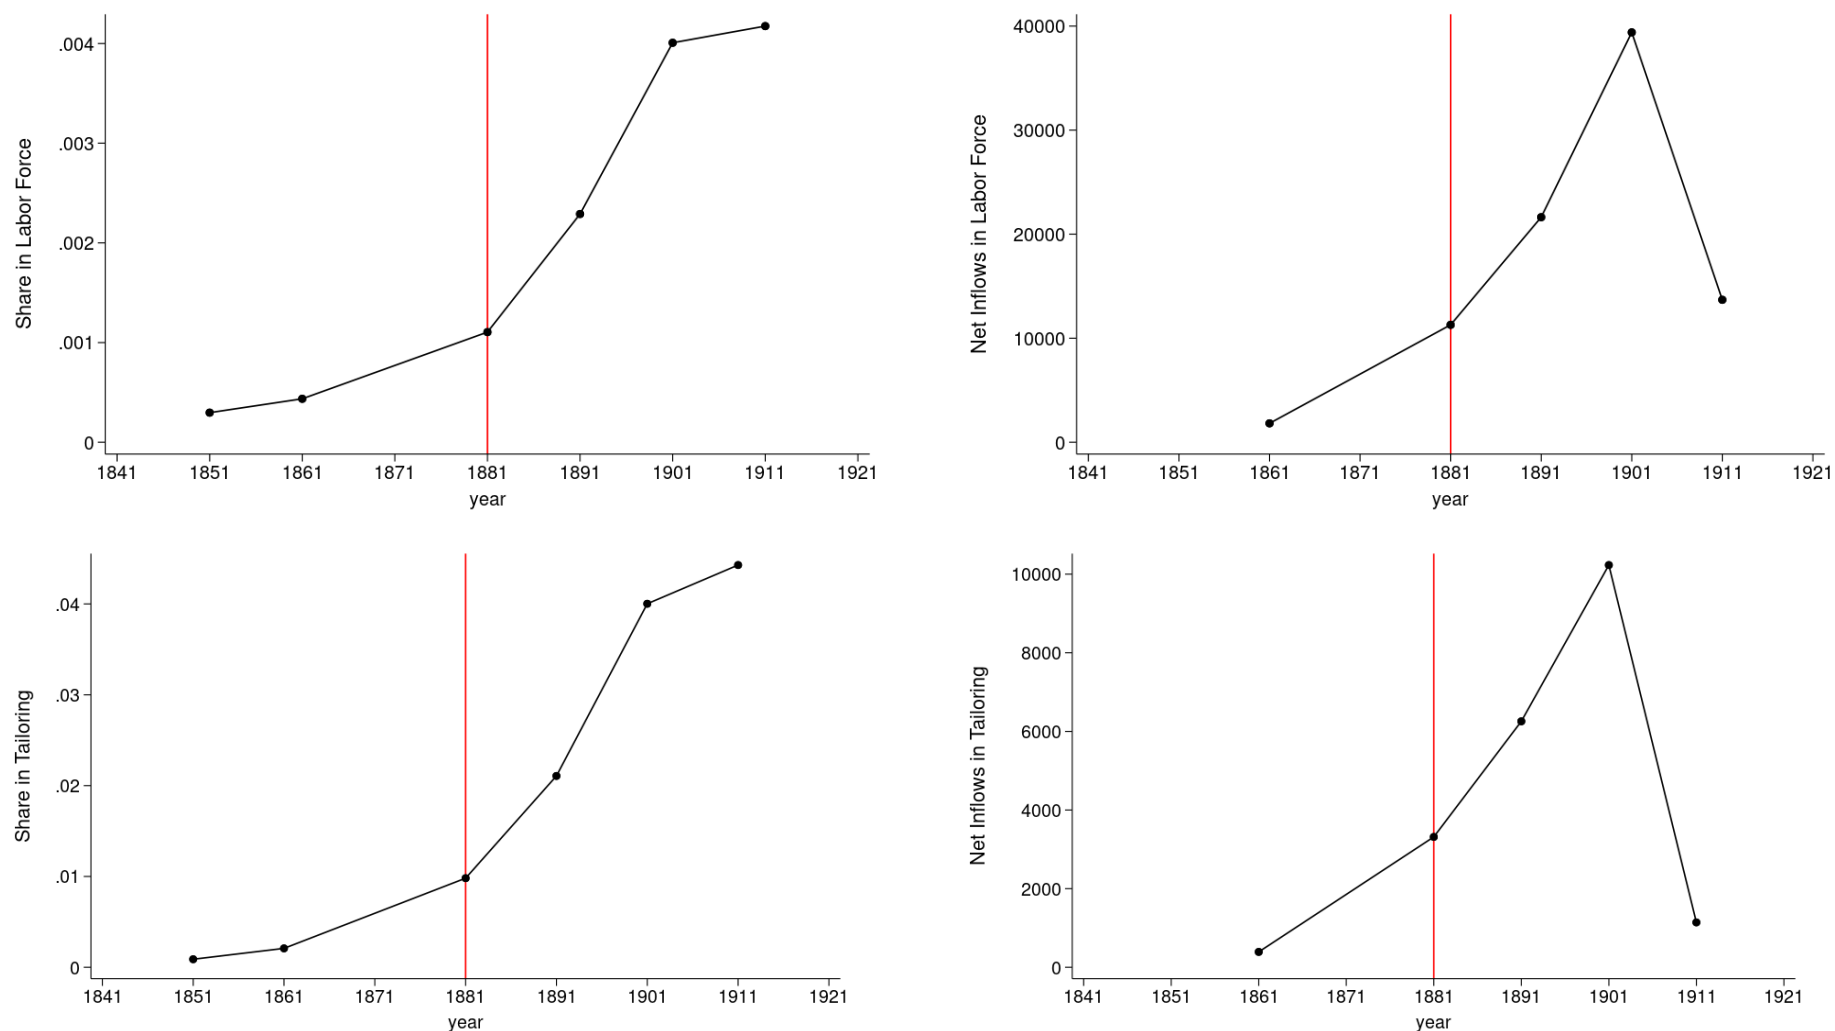 Share in Labor Force
.004
.003
.002
.001
0
1841 1851 1861 1871 1881 1891 1901 1911 1921
year
Net Inflows in Labor Force
40000
30000
20000
10000
0
1841 1851 1861 1871 1881 1891 1901 1911 1921
year
Share in Tailoring
.04
.03
.02
.01
0
1841 1851 1861 1871 1881 1891 1901 1911 1921
year
Net Inflows in Tailoring
10000
8000
6000
4000
2000
0
1841 1851 1861 1871 1881 1891 1901 1911 1921
year